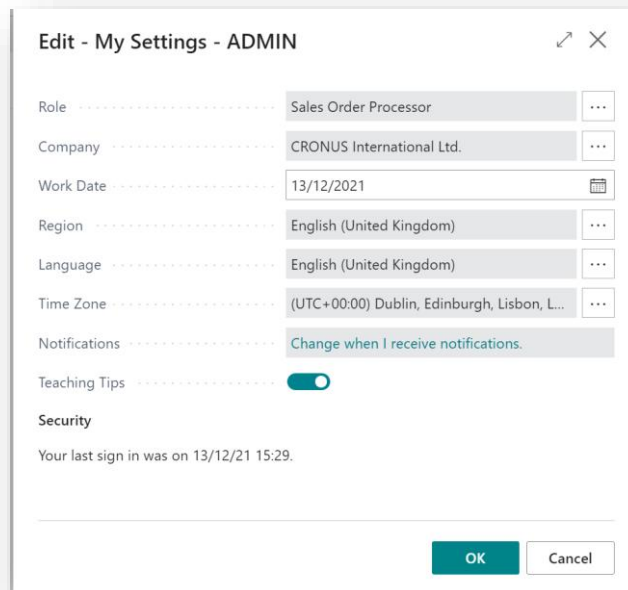 Edit - My Settings - ADMIN
Role Sales Order Processor ...
Company CRONUS International Ltd. ...
Work Date 13/12/2021
Region English (United Kingdom) ...
Language English (United Kingdom) ...
Time Zone (UTC+00:00) Dublin, Edinburgh, Lisbon, L... ...
Notifications Change when I receive notifications.
Teaching Tips
Security
Your last sign in was on 13/12/21 15:29.
OK Cancel